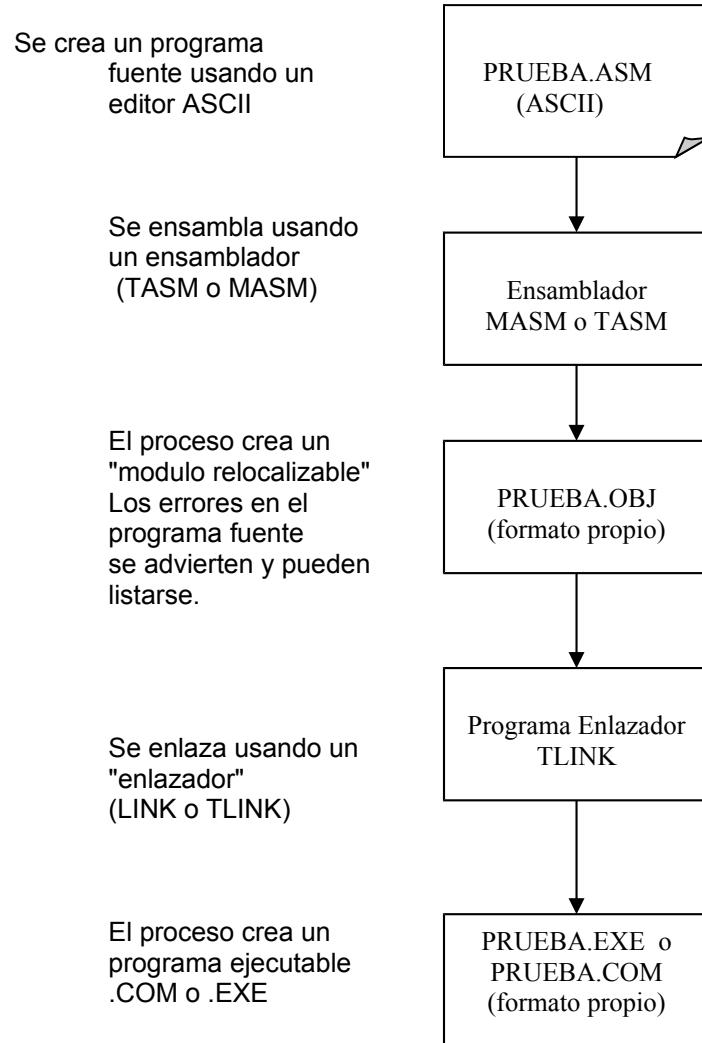 Se crea un programa
fuente usando un
editor ASCII
PRUEBA.ASM
(ASCII)
Se ensambla usando
un ensamblador
(TASM o MASM)
Ensamblador
MASM o TASM
El proceso crea un
"modulo relocalizable"
Los errores en el
programa fuente
se advierten y pueden
listarse.
PRUEBA.OBJ
(formato propio)
Se enlaza usando un
"enlazador"
(LINK o TLINK)
Programa Enlazador
TLINK
El proceso crea un
programa ejecutable
.COM o .EXE
PRUEBA.EXE o
PRUEBA.COM
(formato propio)